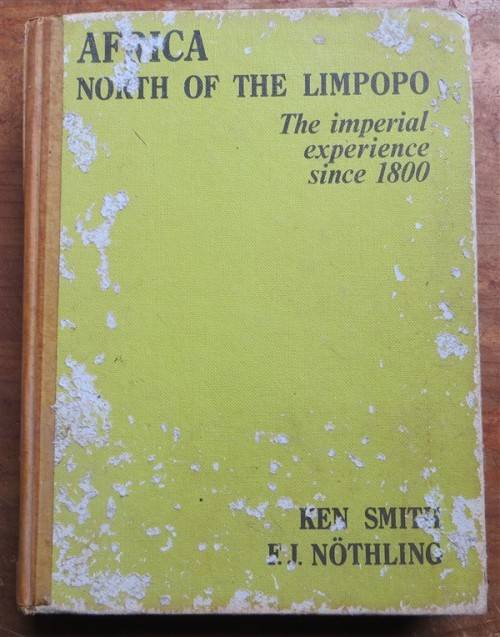 AFRICA
NORTH OF THE LIMPOPO
The imperial
experience
since 1800
KEN SMITH
F.J. NÖTHLING